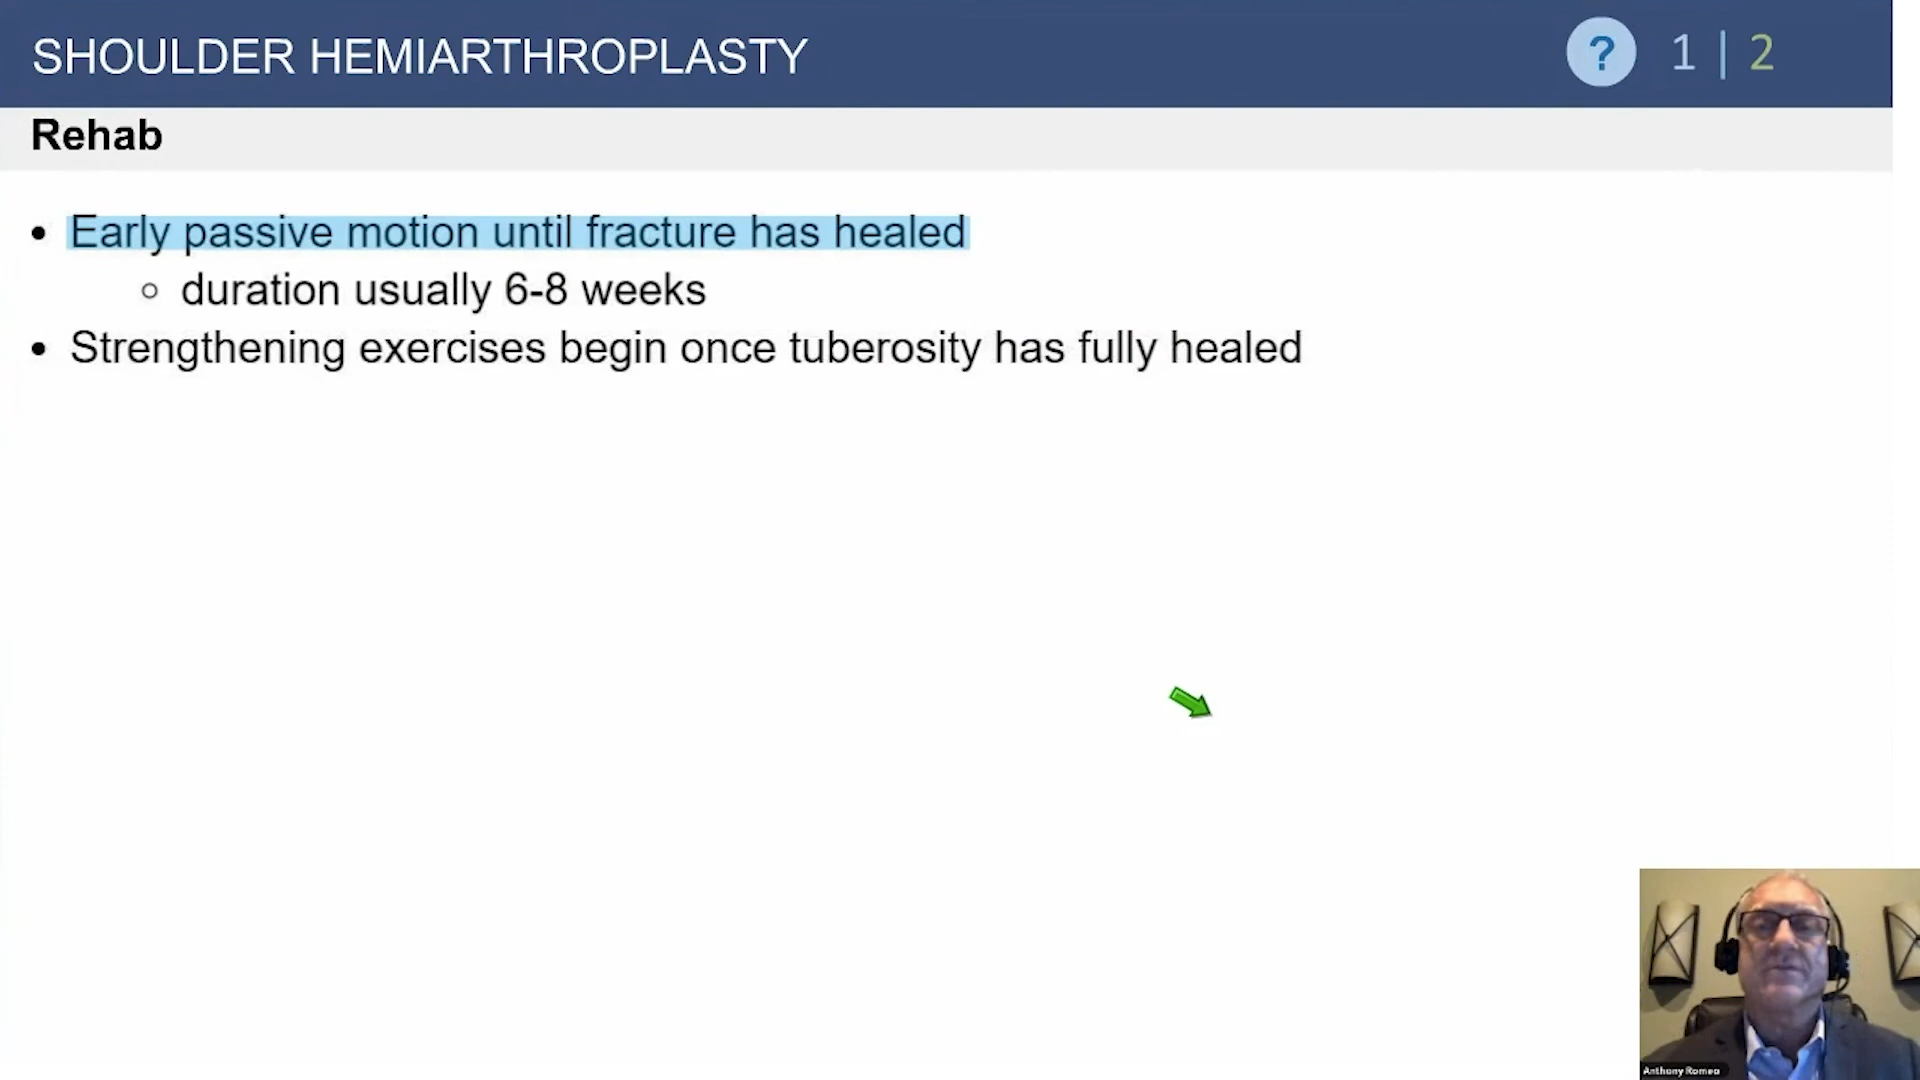 SHOULDER HEMIARTHROPLASTY
? 1 | 2
Rehab
• Early passive motion until fracture has healed
○ duration usually 6-8 weeks
• Strengthening exercises begin once tuberosity has fully healed
Anthony Romeo